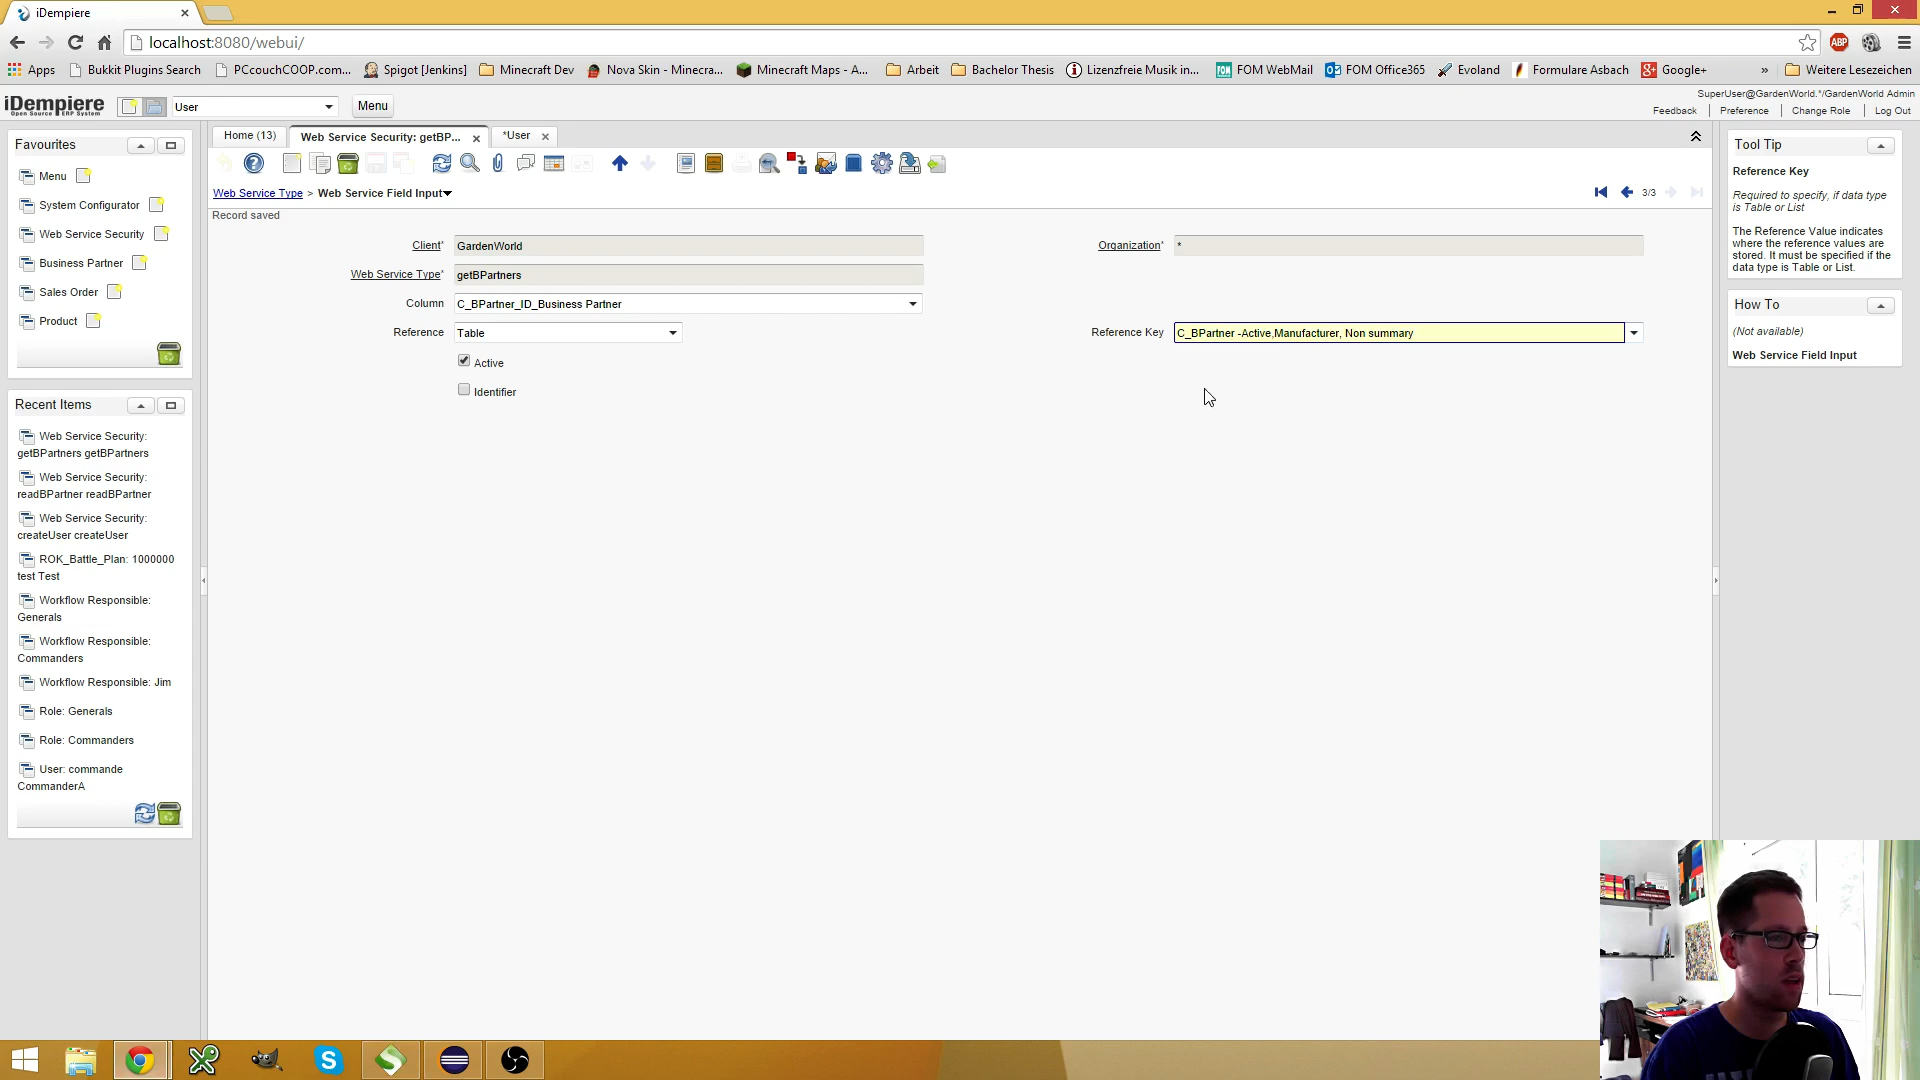 iDempiere
localhost:8080/webui/
Apps
Bukkit Plugins Search
PCcouchCOOP.com...
Spigot [Jenkins]
Minecraft Dev
Nova Skin - Minecra...
Minecraft Maps - A...
Arbeit
Bachelor Thesis
Lizenzfreie Musik in...
FOM WebMail
FOM Office365
Evoland
Formulare Asbach
Google+
»
Weitere Lesezeichen
iDempiere
Open Source ERP System
User
Menu
SuperUser@GardenWorld.*/GardenWorld Admin
Feedback | Preference | Change Role | Log Out
Favourites
Menu
System Configurator
Web Service Security
Business Partner
Sales Order
Product
Recent Items
Web Service Security:
getBPartners getBPartners
Web Service Security:
readBPartner readBPartner
Web Service Security:
createUser createUser
ROK_Battle_Plan: 1000000
test Test
Workflow Responsible:
Generals
Workflow Responsible:
Commanders
Workflow Responsible: Jim
Role: Generals
Role: Commanders
User: commande
CommanderA
Home (13)
Web Service Security: getBP...
*User
Web Service Type > Web Service Field Input
3/3
Record saved
Client* GardenWorld
Organization* *
Web Service Type* getBPartners
Column C_BPartner_ID_Business Partner
Reference Table
Reference Key C_BPartner -Active,Manufacturer, Non summary
Active
Identifier
Tool Tip
Reference Key
Required to specify, if data type
is Table or List
The Reference Value indicates
where the reference values are
stored. It must be specified if the
data type is Table or List.
How To
(Not available)
Web Service Field Input